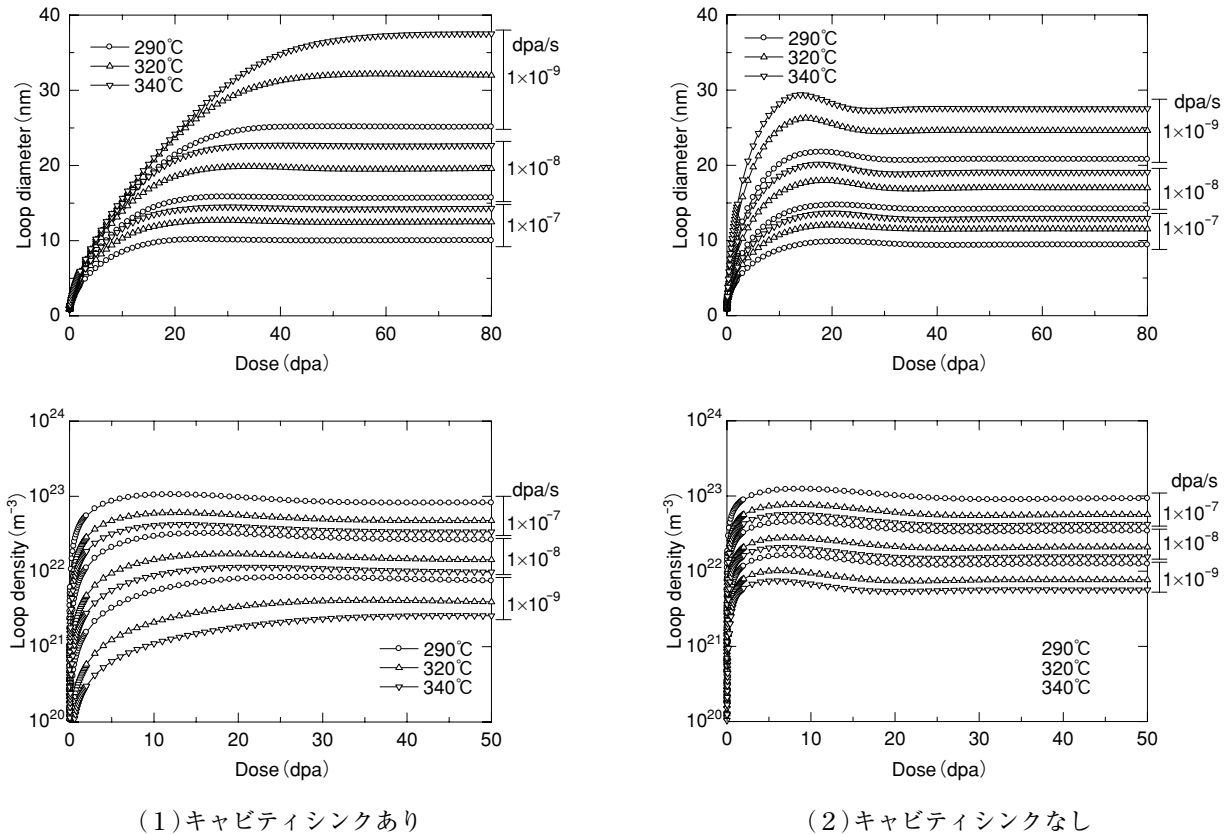 40
30
20
10
0
Loop diameter (nm)
290℃
320℃
340℃
dpa/s
1×10⁻⁹
1×10⁻⁸
1×10⁻⁷
0 20 40 60 80
Dose (dpa)
40
30
20
10
0
Loop diameter (nm)
290℃
320℃
340℃
dpa/s
1×10⁻⁹
1×10⁻⁸
1×10⁻⁷
0 20 40 60 80
Dose (dpa)
10²⁴
10²³
10²²
10²¹
10²⁰
Loop density (m⁻³)
dpa/s
1×10⁻⁷
1×10⁻⁸
1×10⁻⁹
290℃
320℃
340℃
0 10 20 30 40 50
Dose (dpa)
10²⁴
10²³
10²²
10²¹
10²⁰
Loop density (m⁻³)
dpa/s
1×10⁻⁷
1×10⁻⁸
1×10⁻⁹
290℃
320℃
340℃
0 10 20 30 40 50
Dose (dpa)
(1)キャビティシンクあり
(2)キャビティシンクなし